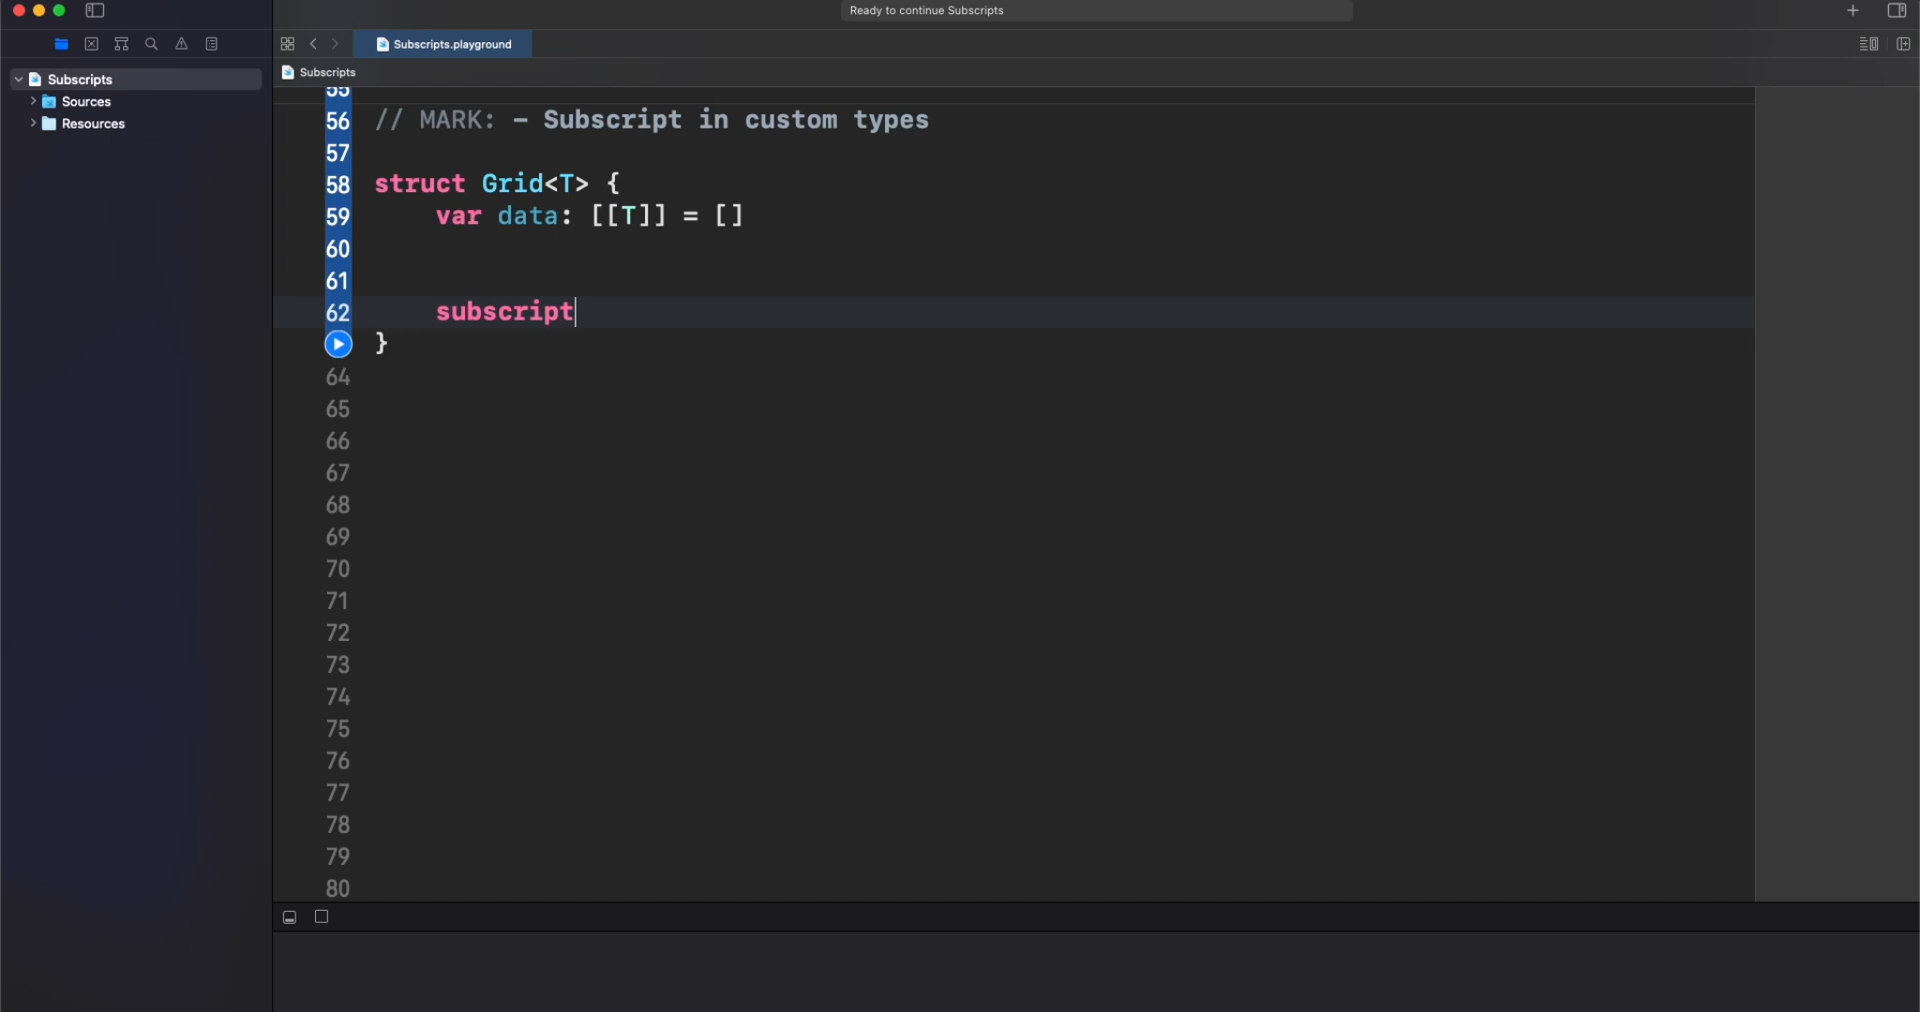 Ready to continue Subscripts
Subscripts.playground
Subscripts
Sources
Resources
Subscripts
55
56 // MARK: - Subscript in custom types
57
58 struct Grid<T> {
59 var data: [[T]] = []
60
61
62 subscript
}
64
65
66
67
68
69
70
71
72
73
74
75
76
77
78
79
80